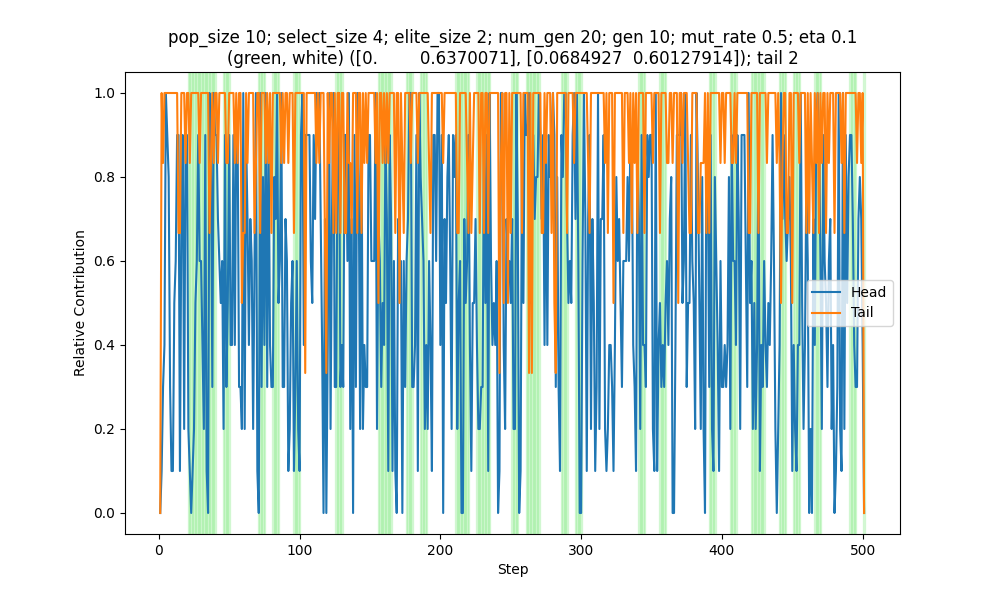 pop_size 10; select_size 4; elite_size 2; num_gen 20; gen 10; mut_rate 0.5; eta 0.1
(green, white) ([0. 0.6370071], [0.0684927 0.60127914]); tail 2
1.0
0.8
0.6
0.4
0.2
0.0
Relative Contribution
Head
Tail
0 100 200 300 400 500
Step